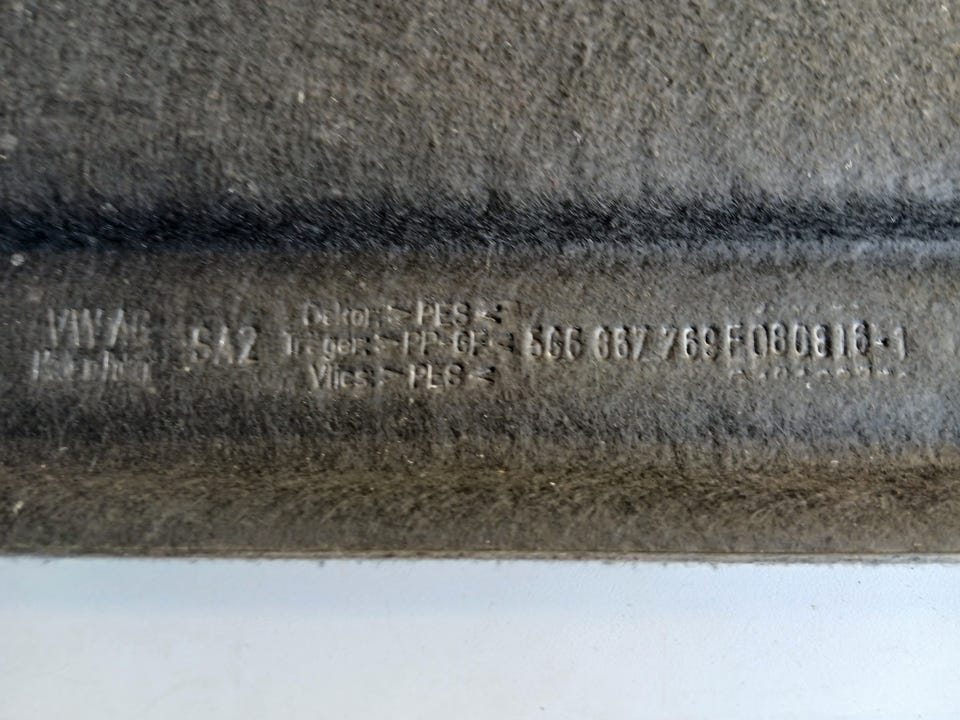 VW AG
SA2
Dekor: >PES<
Träger: >PP-GF<
Vlies: >PES<
5G6 867 769 F 080816-1